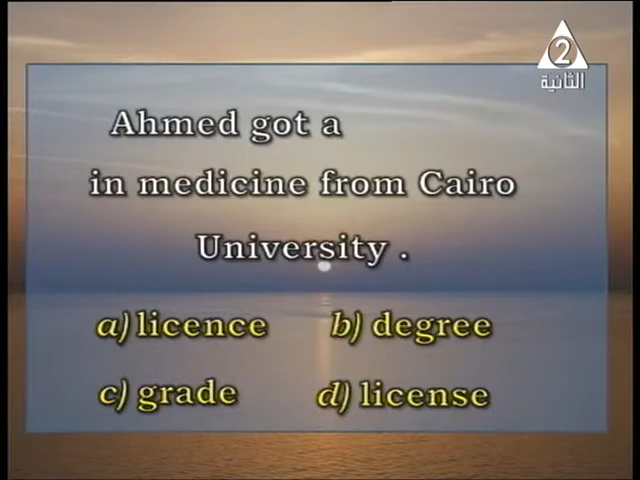 2
الثانية
Ahmed got a
in medicine from Cairo
University .
a) licence b) degree
c) grade d) license